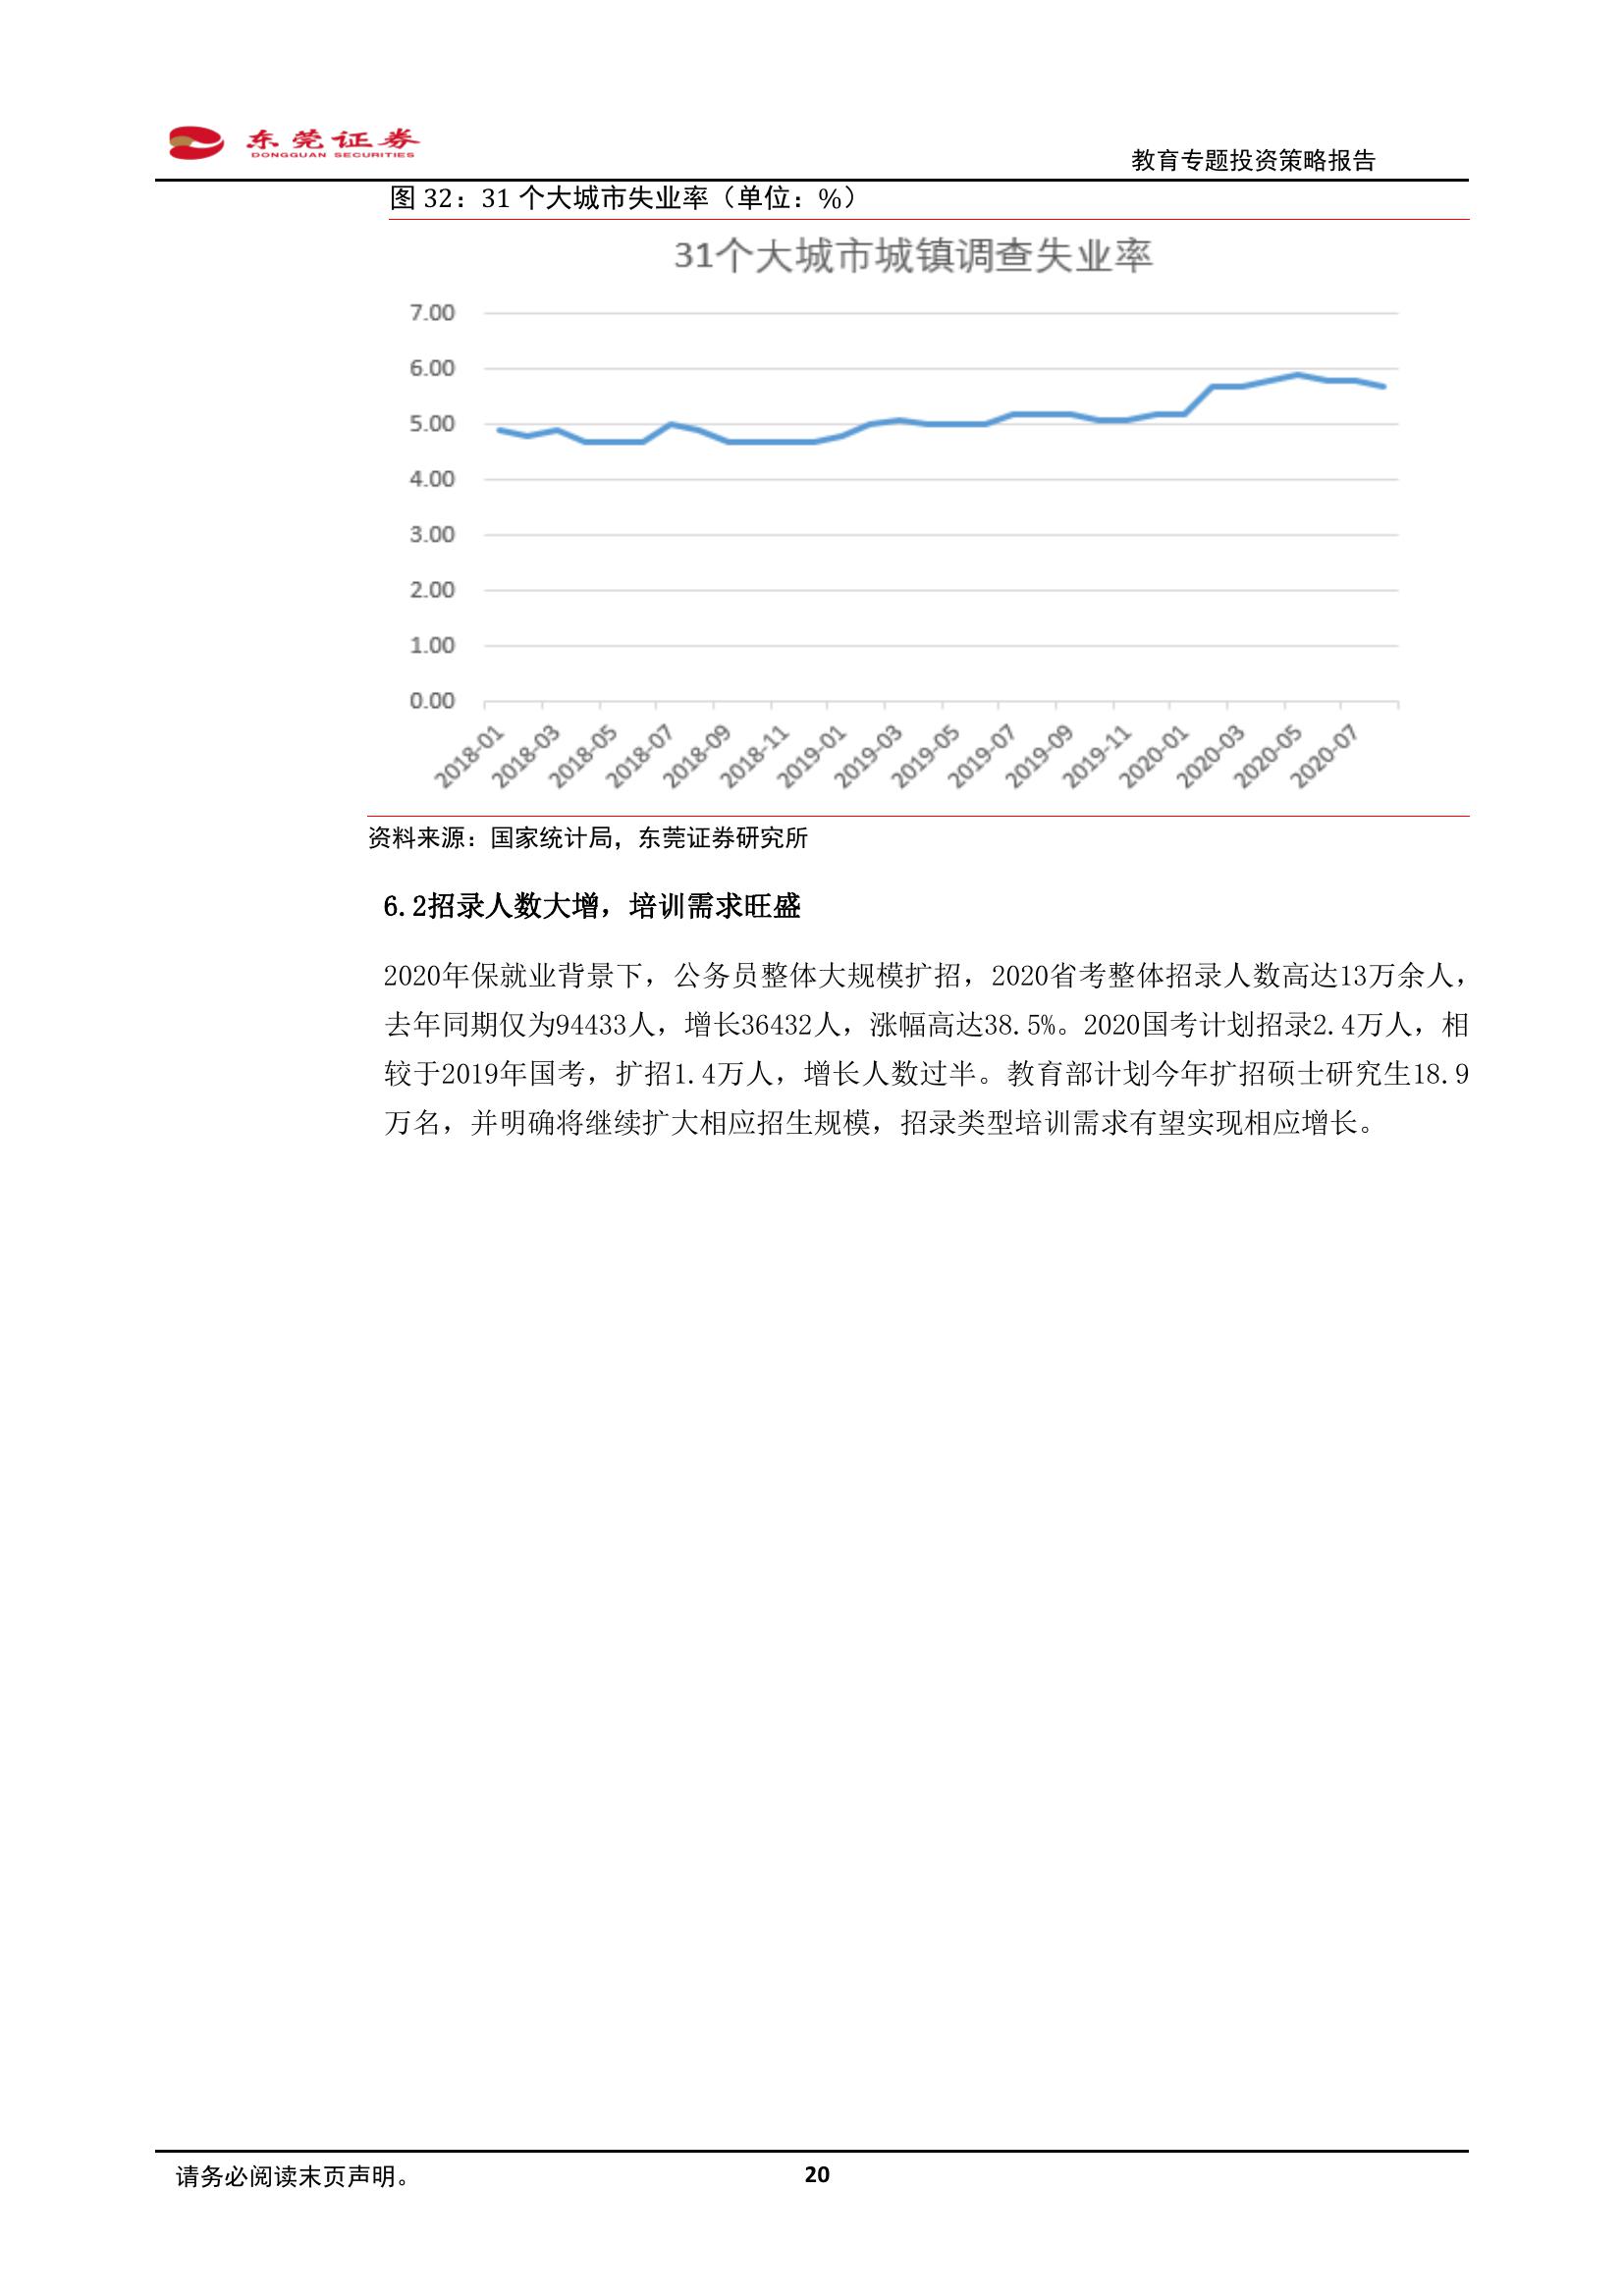 东莞证券
DONGGUAN SECURITIES
教育专题投资策略报告
图 32：31 个大城市失业率（单位：%）
31个大城市城镇调查失业率
7.00
6.00
5.00
4.00
3.00
2.00
1.00
0.00
2018-01
2018-03
2018-05
2018-07
2018-09
2018-11
2019-01
2019-03
2019-05
2019-07
2019-09
2019-11
2020-01
2020-03
2020-05
2020-07
资料来源：国家统计局，东莞证券研究所
6.2招录人数大增，培训需求旺盛
2020年保就业背景下，公务员整体大规模扩招，2020省考整体招录人数高达13万余人，
去年同期仅为94433人，增长36432人，涨幅高达38.5%。2020国考计划招录2.4万人，相
较于2019年国考，扩招1.4万人，增长人数过半。教育部计划今年扩招硕士研究生18.9
万名，并明确将继续扩大相应招生规模，招录类型培训需求有望实现相应增长。
请务必阅读末页声明。
20